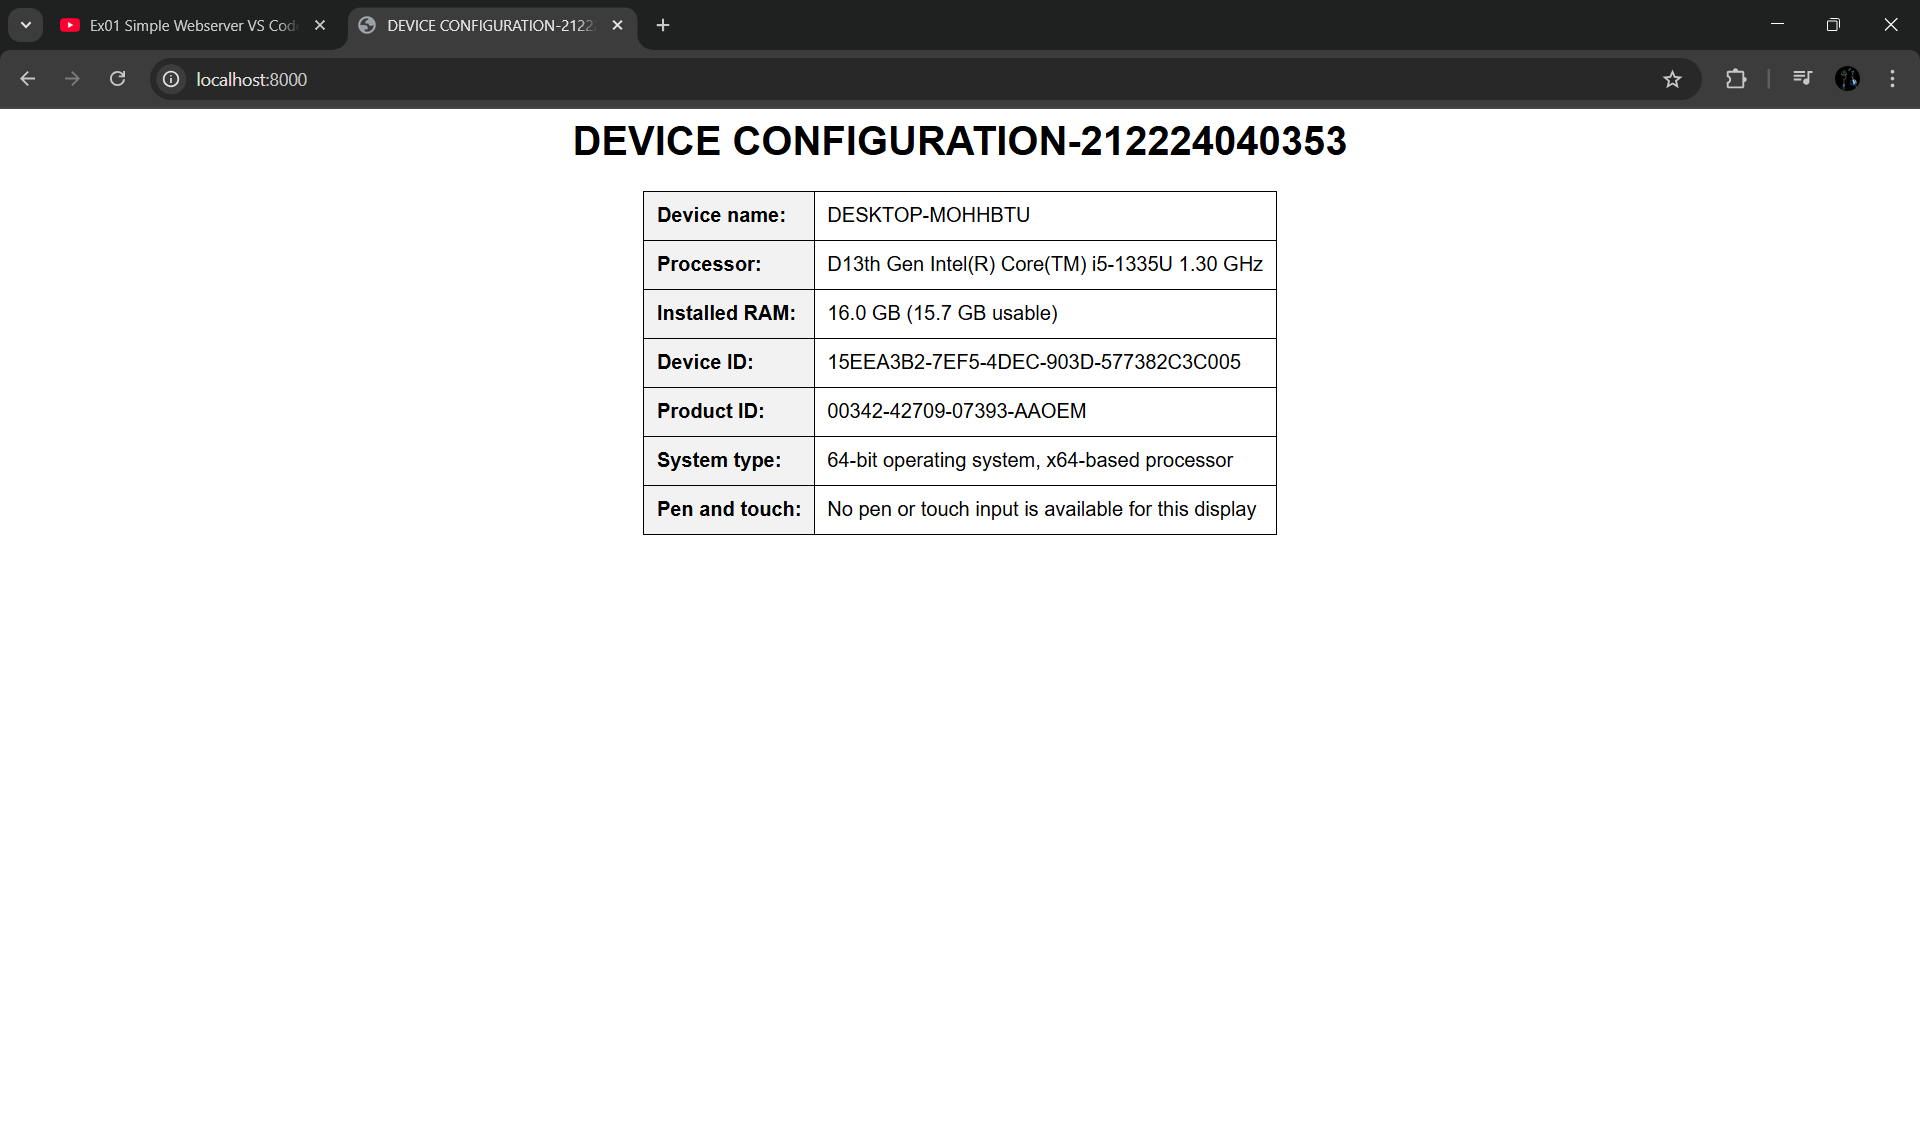 Ex01 Simple Webserver VS Cod
DEVICE CONFIGURATION-2122
localhost:8000
DEVICE CONFIGURATION-212224040353
Device name: DESKTOP-MOHHBTU
Processor: D13th Gen Intel(R) Core(TM) i5-1335U 1.30 GHz
Installed RAM: 16.0 GB (15.7 GB usable)
Device ID: 15EEA3B2-7EF5-4DEC-903D-577382C3C005
Product ID: 00342-42709-07393-AAOEM
System type: 64-bit operating system, x64-based processor
Pen and touch: No pen or touch input is available for this display